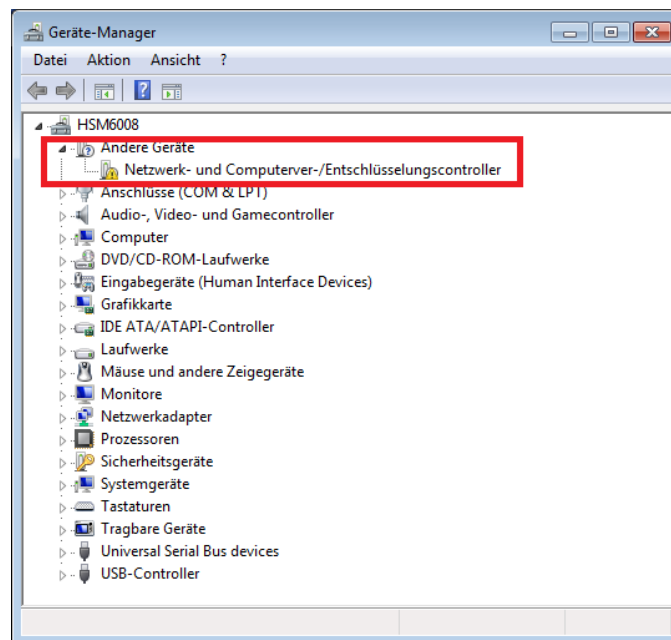 Geräte-Manager
Datei Aktion Ansicht ?
HSM6008
Andere Geräte
Netzwerk- und Computerver-/Entschlüsselungscontroller
Anschlüsse (COM & LPT)
Audio-, Video- und Gamecontroller
Computer
DVD/CD-ROM-Laufwerke
Eingabegeräte (Human Interface Devices)
Grafikkarte
IDE ATA/ATAPI-Controller
Laufwerke
Mäuse und andere Zeigegeräte
Monitore
Netzwerkadapter
Prozessoren
Sicherheitsgeräte
Systemgeräte
Tastaturen
Tragbare Geräte
Universal Serial Bus devices
USB-Controller